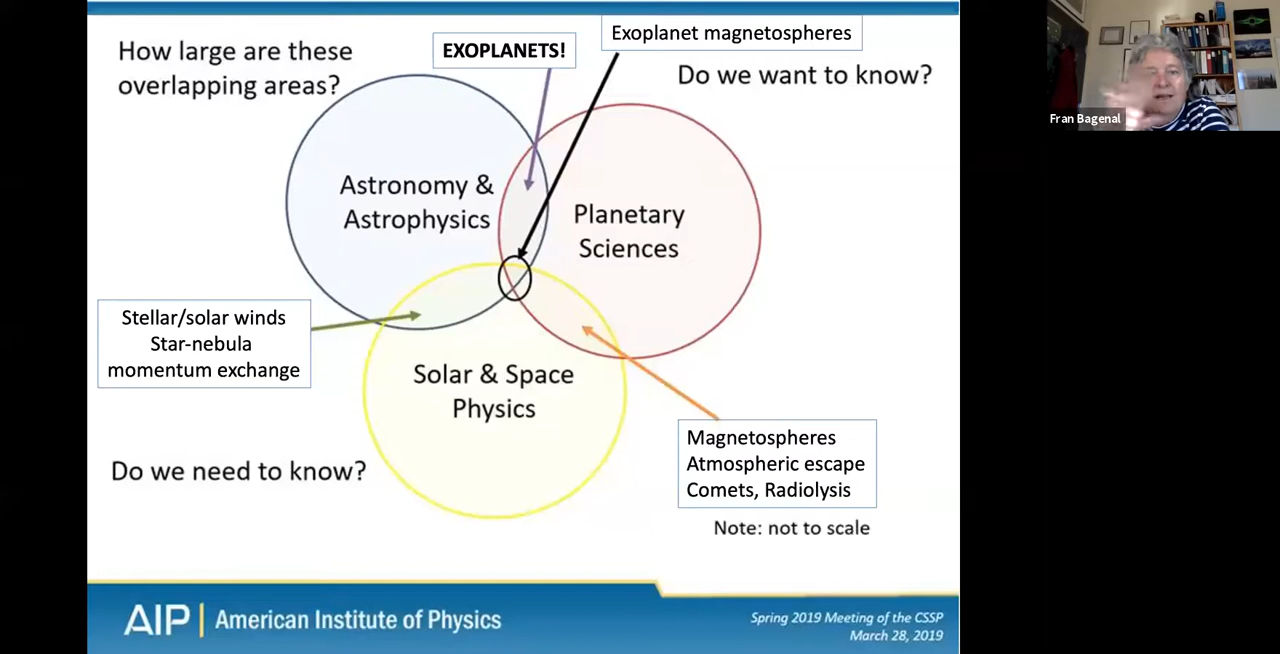 How large are these
overlapping areas?
EXOPLANETS!
Exoplanet magnetospheres
Do we want to know?
Astronomy &
Astrophysics
Planetary
Sciences
Stellar/solar winds
Star-nebula
momentum exchange
Solar & Space
Physics
Do we need to know?
Magnetospheres
Atmospheric escape
Comets, Radiolysis
Note: not to scale
AIP
American Institute of Physics
Spring 2019 Meeting of the CSSP
March 28, 2019
Fran Bagenal